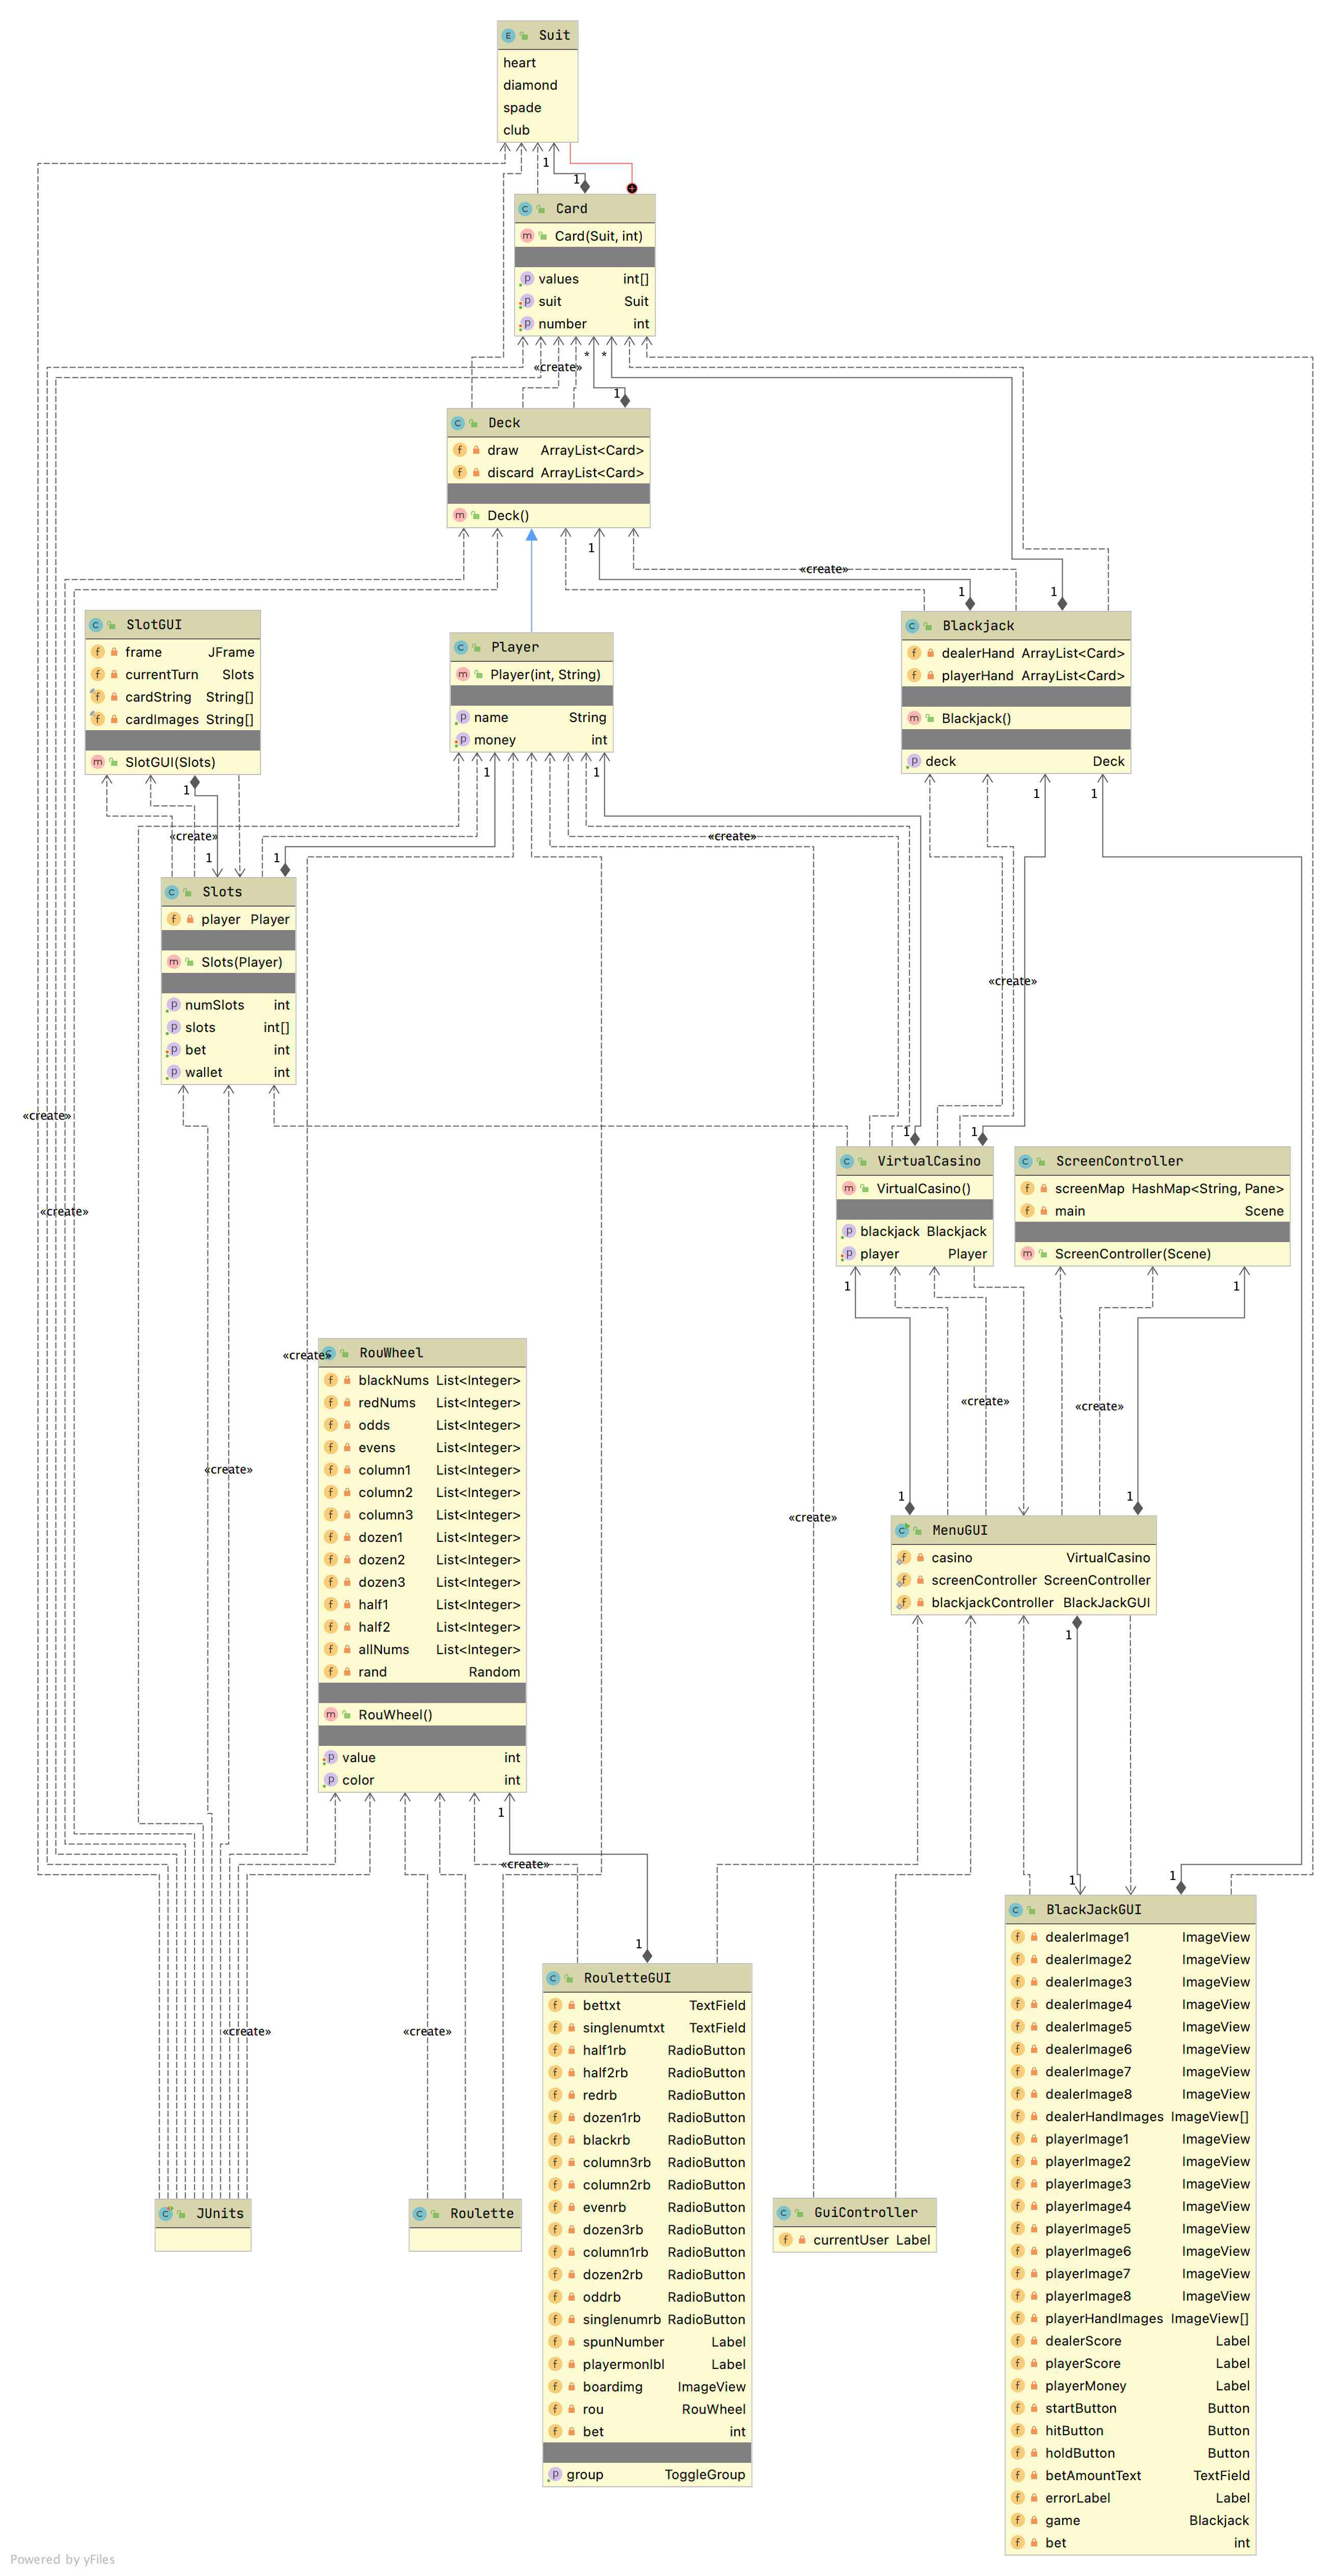 Suit
heart
diamond
spade
club
1
1
Card
Card(Suit, int)
values int[]
suit Suit
number int
* *
«create»
1
Deck
draw ArrayList<Card>
discard ArrayList<Card>
Deck()
1
«create»
1 1
SlotGUI
frame JFrame
currentTurn Slots
cardString String[]
cardImages String[]
SlotGUI(Slots)
Player
Player(int, String)
name String
money int
Blackjack
dealerHand ArrayList<Card>
playerHand ArrayList<Card>
Blackjack()
deck Deck
1 1
1 1 1
«create» «create»
1 1
Slots
player Player
Slots(Player)
numSlots int
slots int[]
bet int
wallet int
«create»
«create»
1 1
VirtualCasino
VirtualCasino()
blackjack Blackjack
player Player
ScreenController
screenMap HashMap<String, Pane>
main Scene
ScreenController(Scene)
«create»
1 1
«create»
RouWheel
blackNums List<Integer>
redNums List<Integer>
odds List<Integer>
evens List<Integer>
column1 List<Integer>
column2 List<Integer>
column3 List<Integer>
dozen1 List<Integer>
dozen2 List<Integer>
dozen3 List<Integer>
half1 List<Integer>
half2 List<Integer>
allNums List<Integer>
rand Random
RouWheel()
value int
color int
«create» «create»
«create»
1 1
«create»
MenuGUI
casino VirtualCasino
screenController ScreenController
blackjackController BlackJackGUI
1
1
«create»
1 1
BlackJackGUI
dealerImage1 ImageView
dealerImage2 ImageView
dealerImage3 ImageView
dealerImage4 ImageView
dealerImage5 ImageView
dealerImage6 ImageView
dealerImage7 ImageView
dealerImage8 ImageView
dealerHandImages ImageView[]
playerImage1 ImageView
playerImage2 ImageView
playerImage3 ImageView
playerImage4 ImageView
playerImage5 ImageView
playerImage6 ImageView
playerImage7 ImageView
playerImage8 ImageView
playerHandImages ImageView[]
dealerScore Label
playerScore Label
playerMoney Label
startButton Button
hitButton Button
holdButton Button
betAmountText TextField
errorLabel Label
game Blackjack
bet int
1
RouletteGUI
bettxt TextField
singlenumtxt TextField
half1rb RadioButton
half2rb RadioButton
redrb RadioButton
dozen1rb RadioButton
blackrb RadioButton
column3rb RadioButton
column2rb RadioButton
evenrb RadioButton
dozen3rb RadioButton
column1rb RadioButton
dozen2rb RadioButton
oddrb RadioButton
singlenumrb RadioButton
spunNumber Label
playermonlbl Label
boardimg ImageView
rou RouWheel
bet int
group ToggleGroup
«create» «create»
JUnits
Roulette
GuiController
currentUser Label
Powered by yFiles